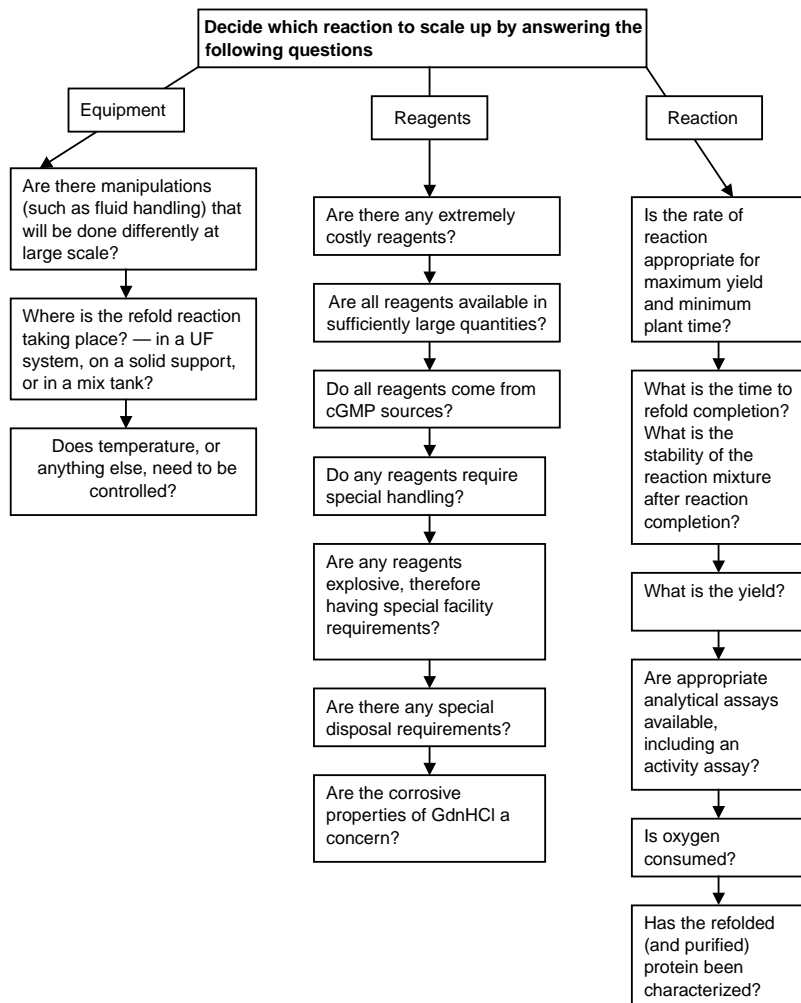 Decide which reaction to scale up by answering the
following questions
Equipment
Are there manipulations
(such as fluid handling) that
will be done differently at
large scale?
Where is the refold reaction
taking place? — in a UF
system, on a solid support,
or in a mix tank?
Does temperature, or
anything else, need to be
controlled?
Reagents
Are there any extremely
costly reagents?
Are all reagents available in
sufficiently large quantities?
Do all reagents come from
cGMP sources?
Do any reagents require
special handling?
Are any reagents
explosive, therefore
having special facility
requirements?
Are there any special
disposal requirements?
Are the corrosive
properties of GdnHCl a
concern?
Reaction
Is the rate of
reaction
appropriate for
maximum yield
and minimum
plant time?
What is the time to
refold completion?
What is the
stability of the
reaction mixture
after reaction
completion?
What is the yield?
Are appropriate
analytical assays
available,
including an
activity assay?
Is oxygen
consumed?
Has the refolded
(and purified)
protein been
characterized?